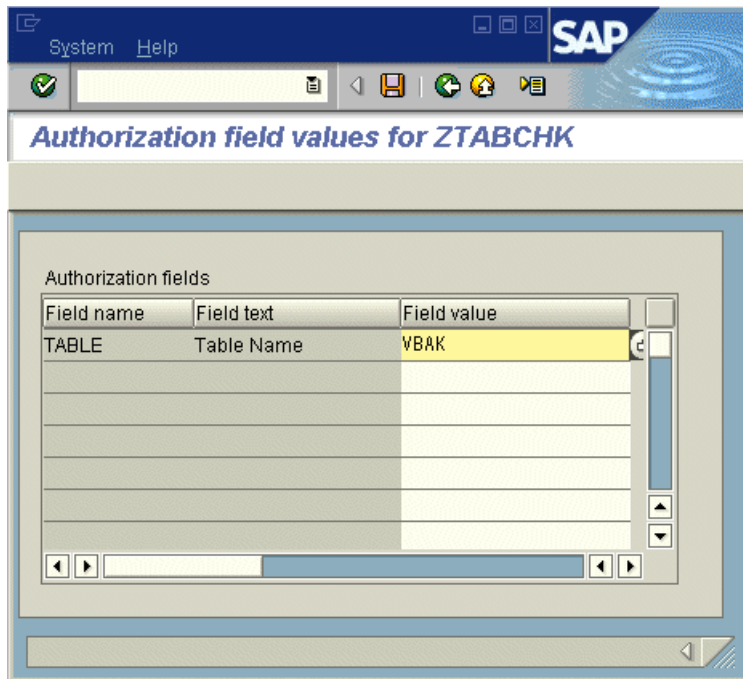 System Help
SAP
Authorization field values for ZTABCHK
Authorization fields
Field name Field text Field value
TABLE Table Name VBAK